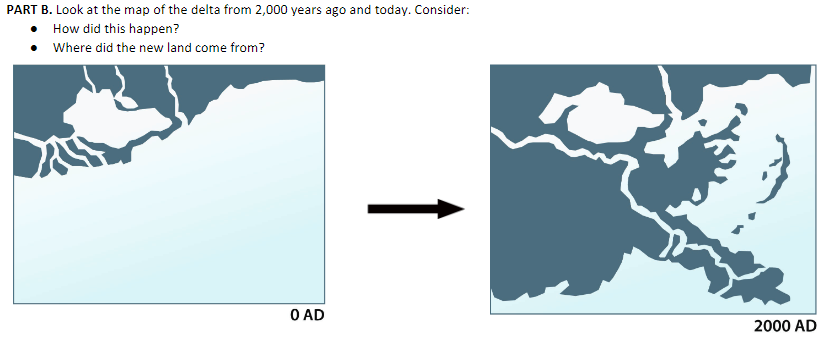 PART B. Look at the map of the delta from 2,000 years ago and today. Consider:
● How did this happen?
● Where did the new land come from?
0 AD
2000 AD